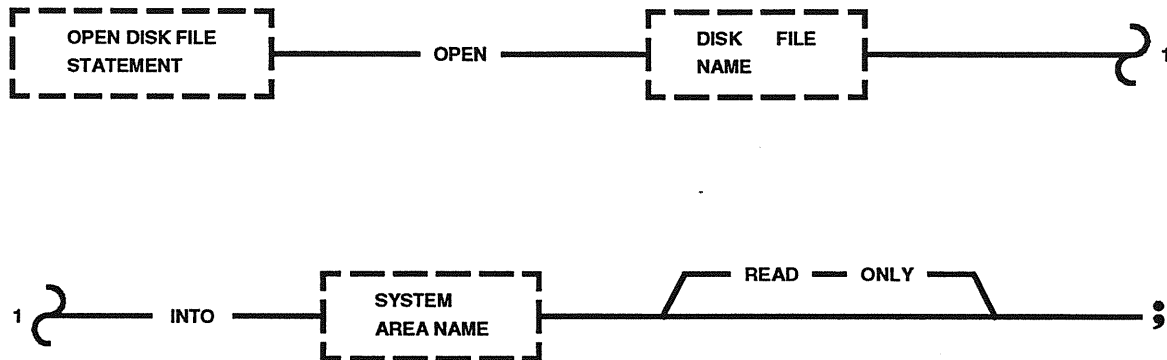 OPEN DISK FILE
STATEMENT
OPEN
DISK FILE
NAME
1
1
INTO
SYSTEM
AREA NAME
READ ONLY
;